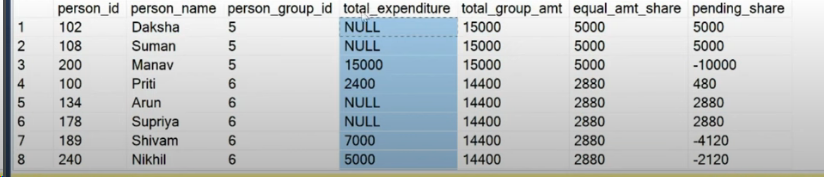 person_id person_name person_group_id total_expenditure total_group_amt equal_amt_share pending_share
1 102 Daksha 5 NULL 15000 5000 5000
2 108 Suman 5 NULL 15000 5000 5000
3 200 Manav 5 15000 15000 5000 -10000
4 100 Priti 6 2400 14400 2880 480
5 134 Arun 6 NULL 14400 2880 2880
6 178 Supriya 6 NULL 14400 2880 2880
7 189 Shivam 6 7000 14400 2880 -4120
8 240 Nikhil 6 5000 14400 2880 -2120